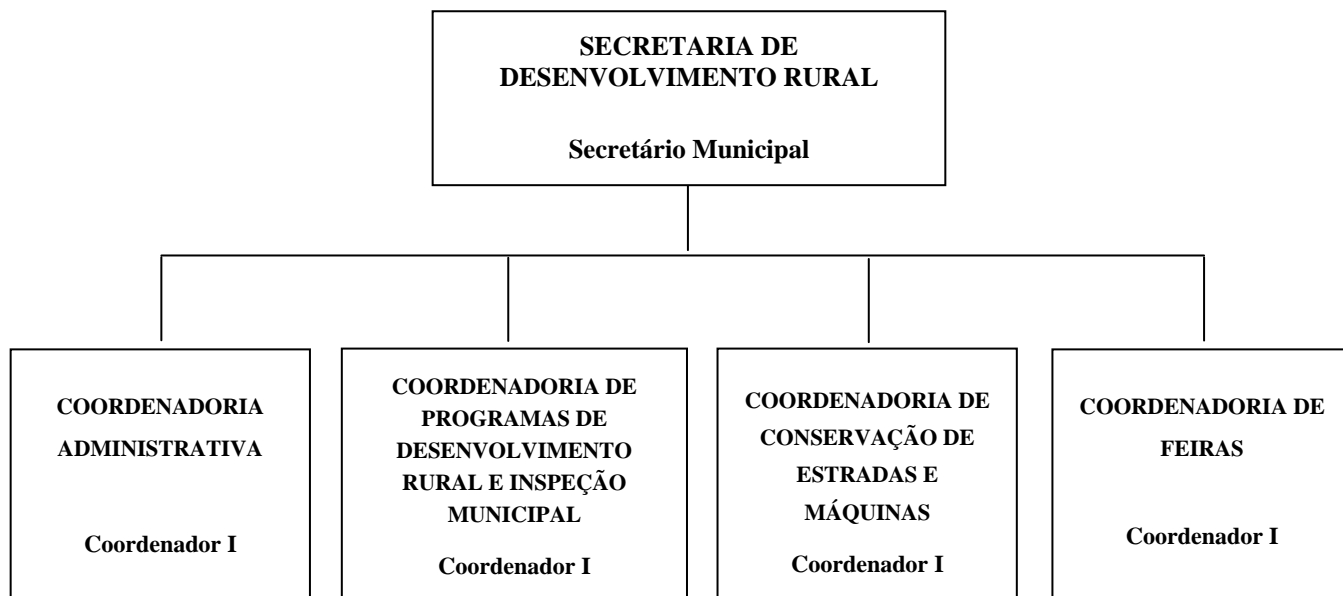 SECRETARIA DE
DESENVOLVIMENTO RURAL
Secretário Municipal
COORDENADORIA
ADMINISTRATIVA
Coordenador I
COORDENADORIA DE
PROGRAMAS DE
DESENVOLVIMENTO
RURAL E INSPEÇÃO
MUNICIPAL
Coordenador I
COORDENADORIA DE
CONSERVAÇÃO DE
ESTRADAS E
MÁQUINAS
Coordenador I
COORDENADORIA DE
FEIRAS
Coordenador I